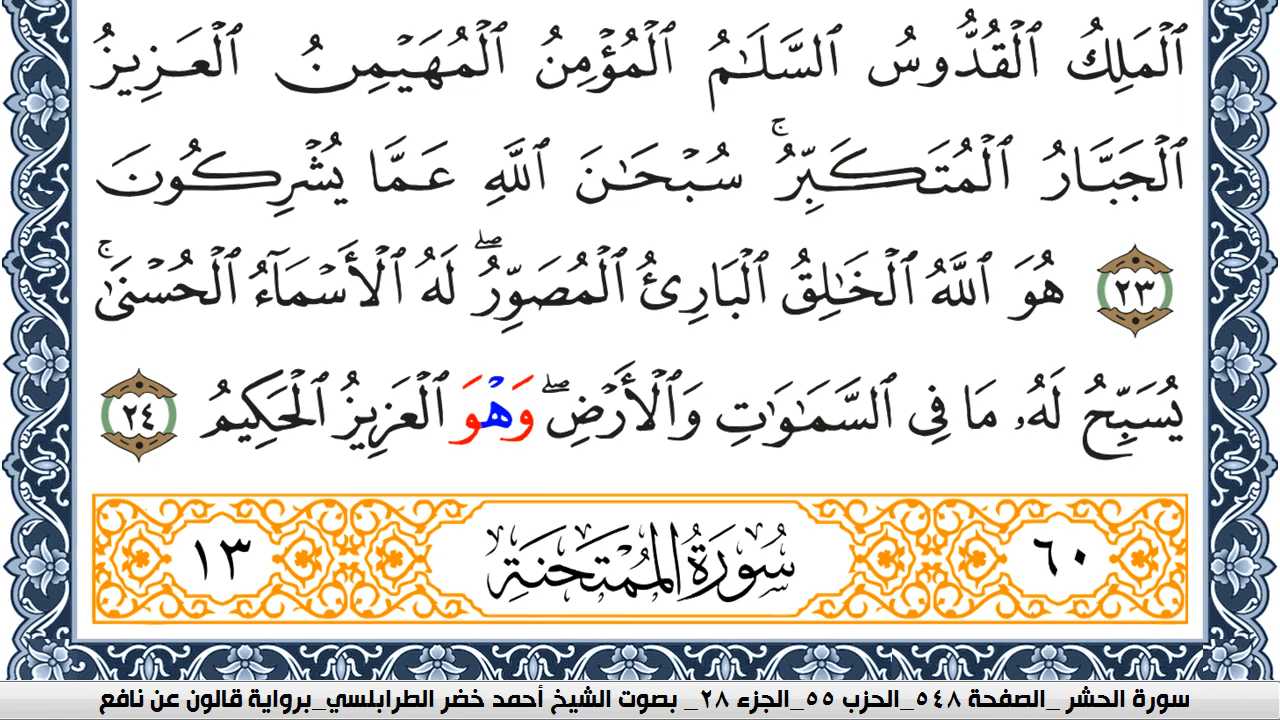 ٱلْمَلِكُ ٱلْقُدُّوسُ ٱلسَّلَٰمُ ٱلْمُؤْمِنُ ٱلْمُهَيْمِنُ ٱلْعَزِيزُ
ٱلْجَبَّارُ ٱلْمُتَكَبِّرُۚ سُبْحَٰنَ ٱللَّهِ عَمَّا يُشْرِكُونَ
٢٣ هُوَ ٱللَّهُ ٱلْخَٰلِقُ ٱلْبَارِئُ ٱلْمُصَوِّرُۖ لَهُ ٱلْأَسْمَآءُ ٱلْحُسْنَىٰۚ
يُسَبِّحُ لَهُۥ مَا فِى ٱلسَّمَٰوَٰتِ وَٱلْأَرْضِۖ وَهْوَ ٱلْعَزِيزُ ٱلْحَكِيمُ ٢٤
٦٠ سُورَةُ المُمْتَحَنَةِ ١٣
سورة الحشر _الصفحة ٥٤٨_الحزب ٥٥_الجزء ٢٨_ بصوت الشيخ أحمد خضر الطرابلسي_برواية قالون عن نافع